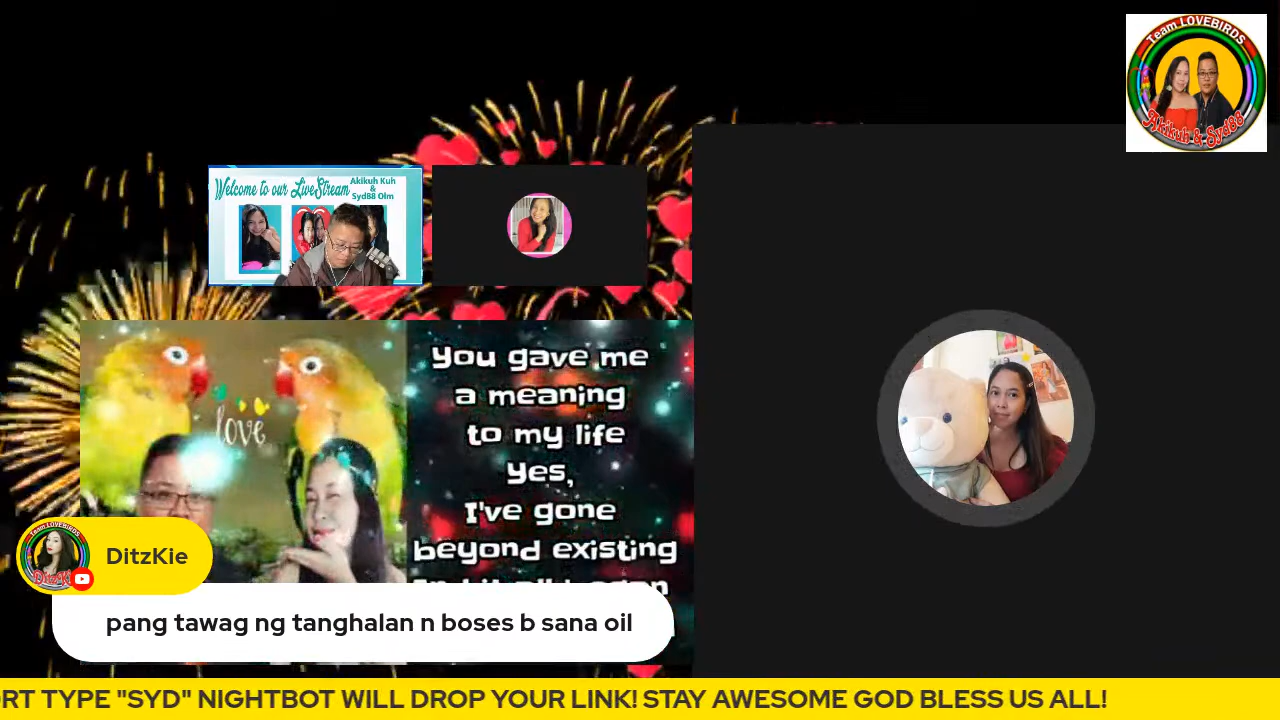 Team LOVEBIRDS
Akikuh & Syd88
Welcome to our LiveStream
Akikuh Kuh
&
Syd88 Olm
love
You gave me
a meaning
to my life
Yes,
I've gone
beyond existing
DitzKie
pang tawag ng tanghalan n boses b sana oil
ORT TYPE "SYD" NIGHTBOT WILL DROP YOUR LINK! STAY AWESOME GOD BLESS US ALL!